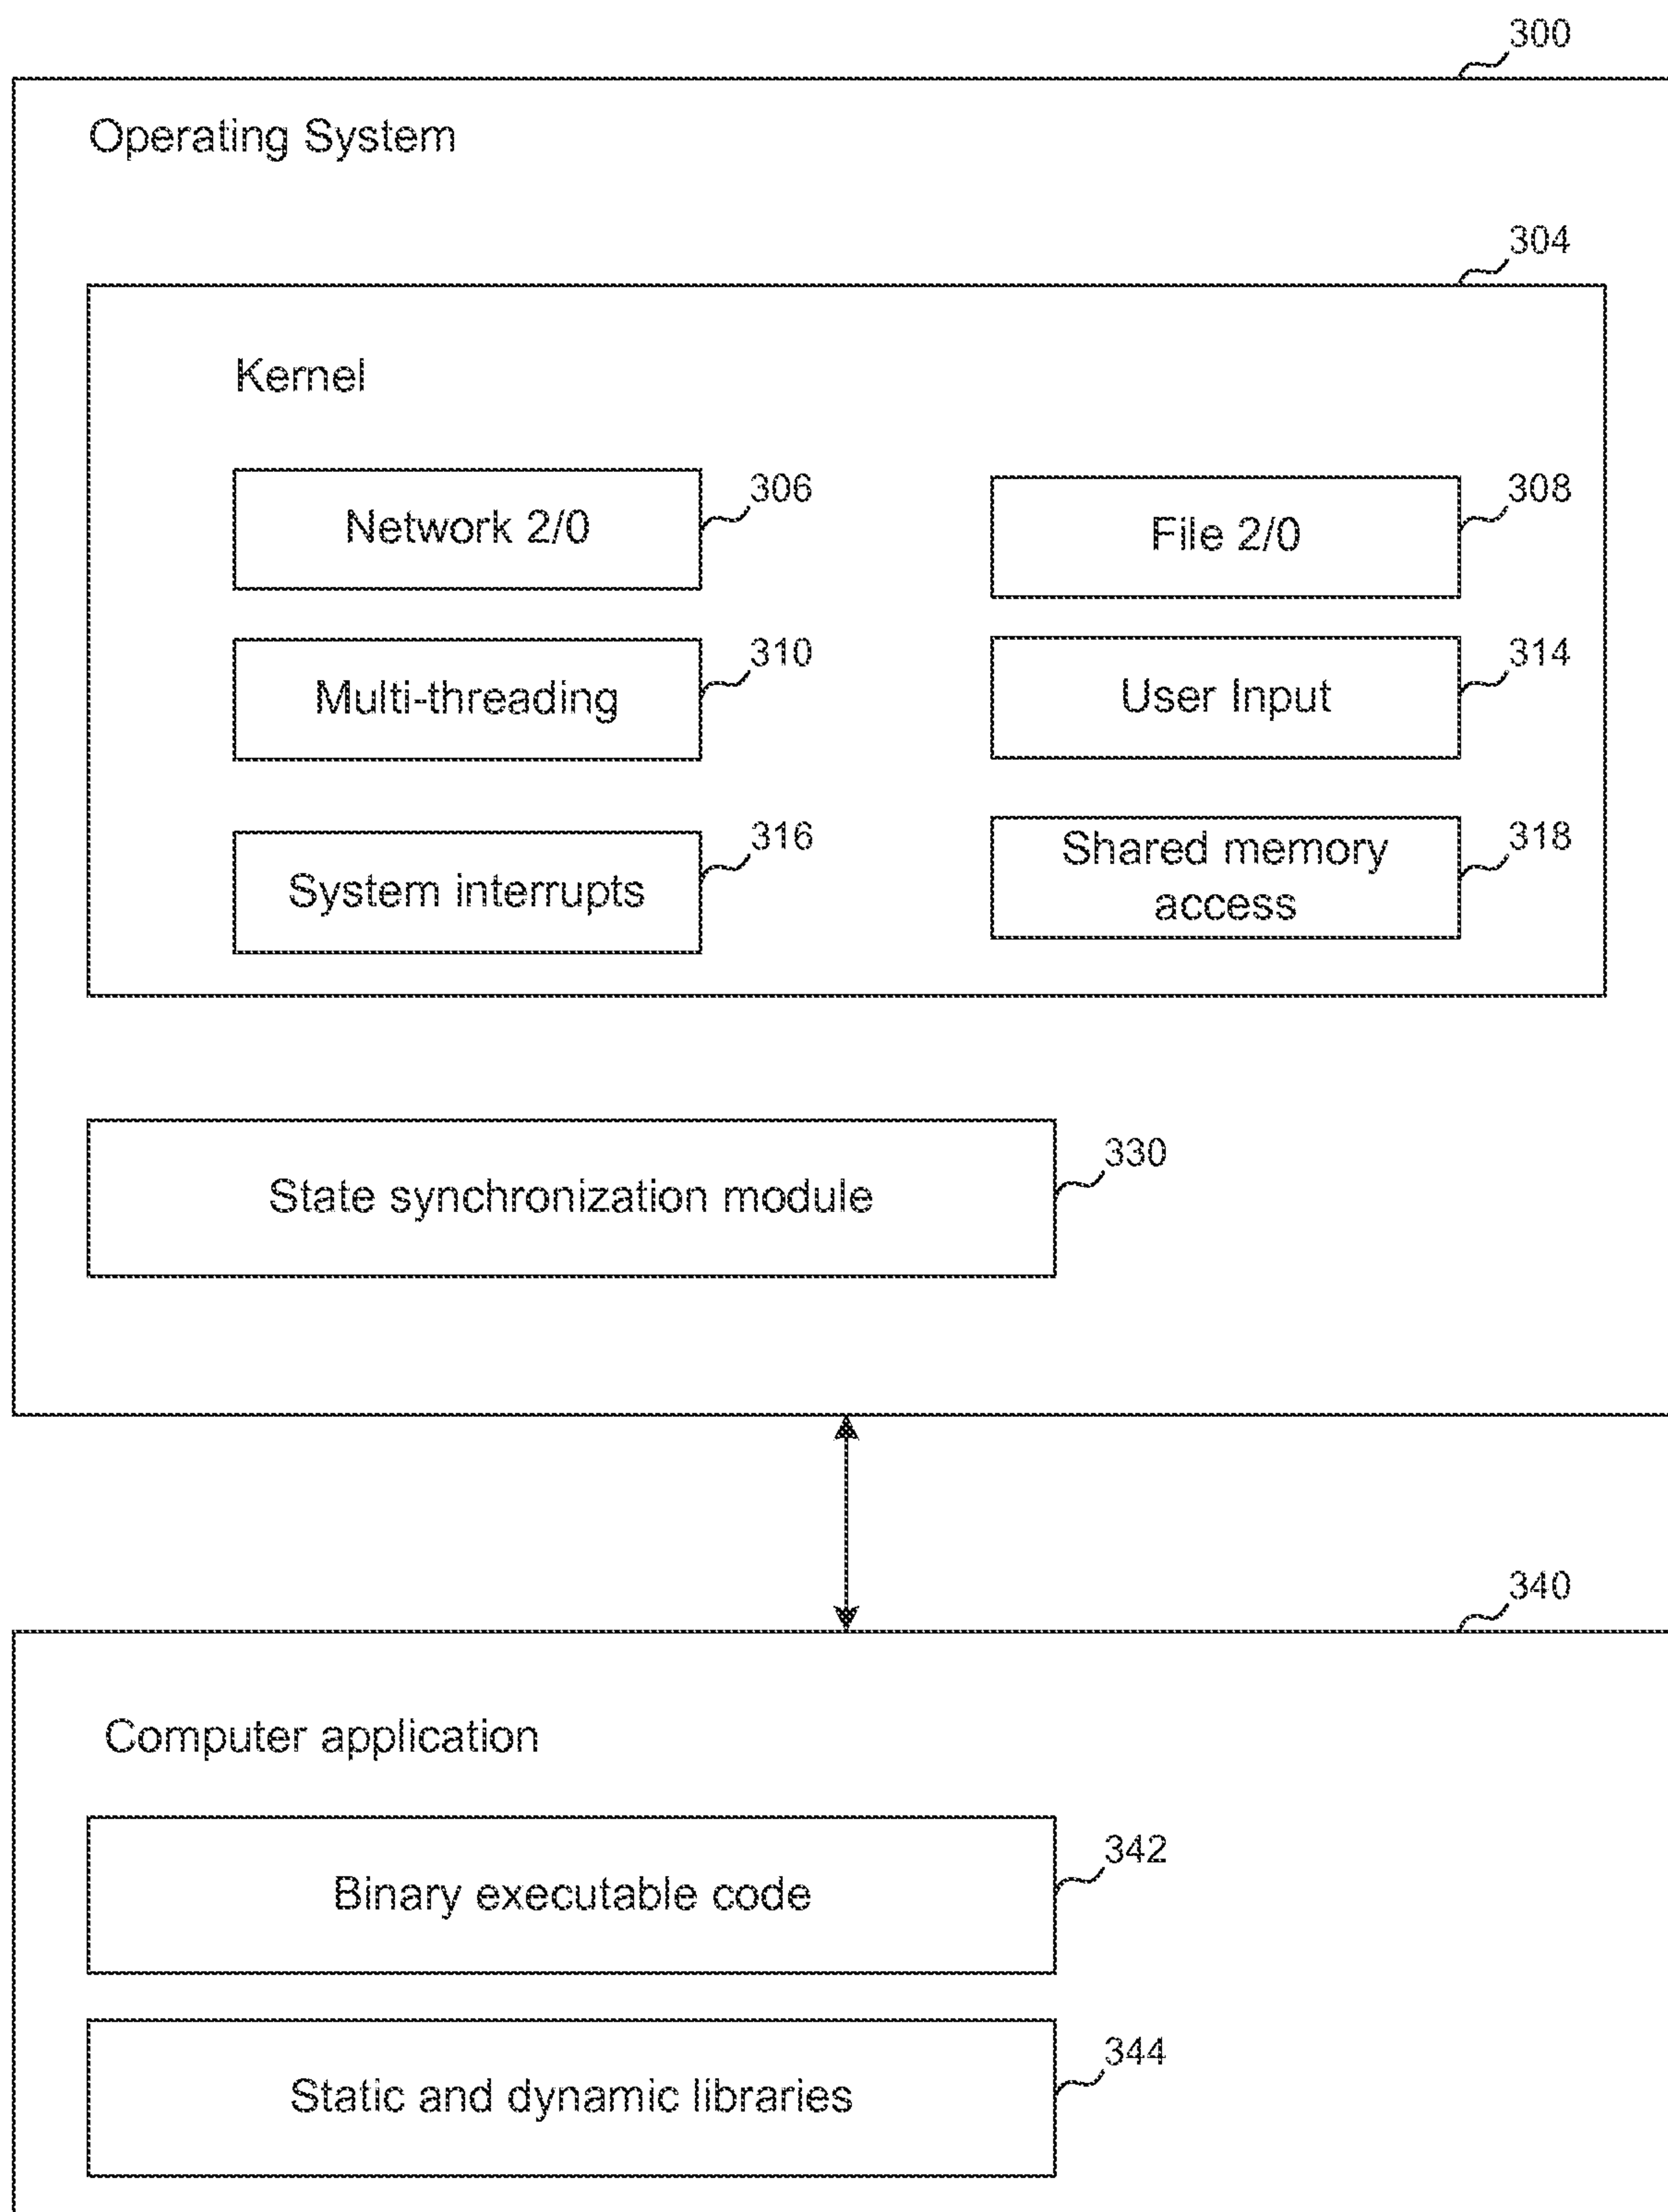 300
Operating System
304
Kernel
Network 2/0
306
File 2/0
308
Multi-threading
310
User Input
314
System interrupts
316
Shared memory
access
318
State synchronization module
330
340
Computer application
Binary executable code
342
Static and dynamic libraries
344